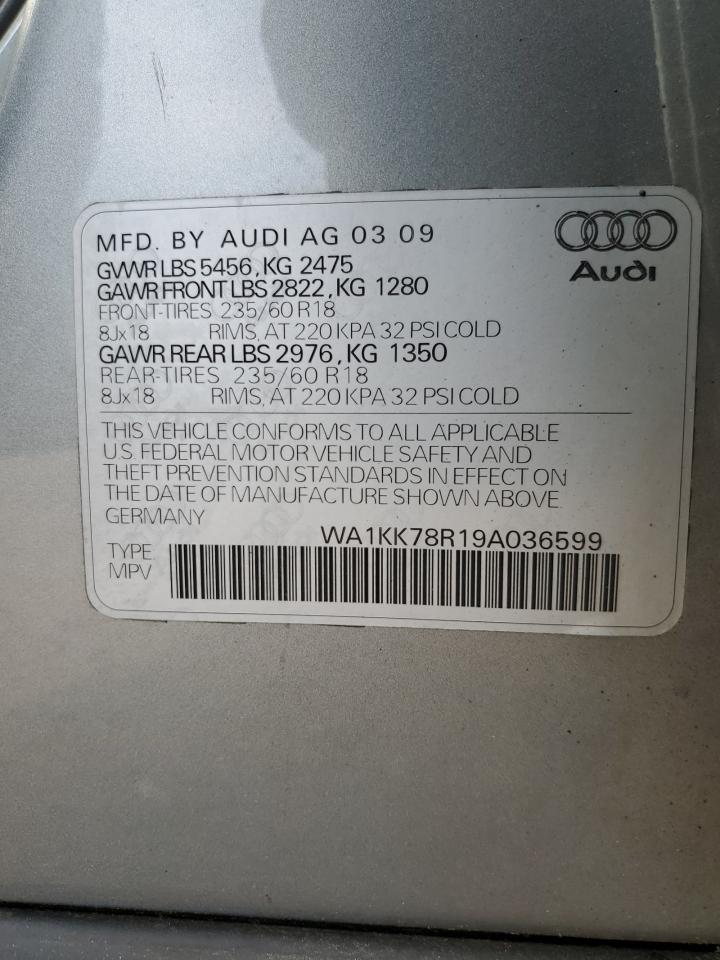 MFD. BY AUDI AG 03 09
Audi
GVWR LBS 5456, KG 2475
GAWR FRONT LBS 2822, KG 1280
FRONT-TIRES 235/60 R18
8Jx18 RIMS, AT 220 KPA 32 PSI COLD
GAWR REAR LBS 2976, KG 1350
REAR-TIRES 235/60 R18
8Jx18 RIMS, AT 220 KPA 32 PSI COLD
THIS VEHICLE CONFORMS TO ALL APPLICABLE
U.S. FEDERAL MOTOR VEHICLE SAFETY AND
THEFT PREVENTION STANDARDS IN EFFECT ON
THE DATE OF MANUFACTURE SHOWN ABOVE.
GERMANY
WA1KK78R19A036599
TYPE
MPV